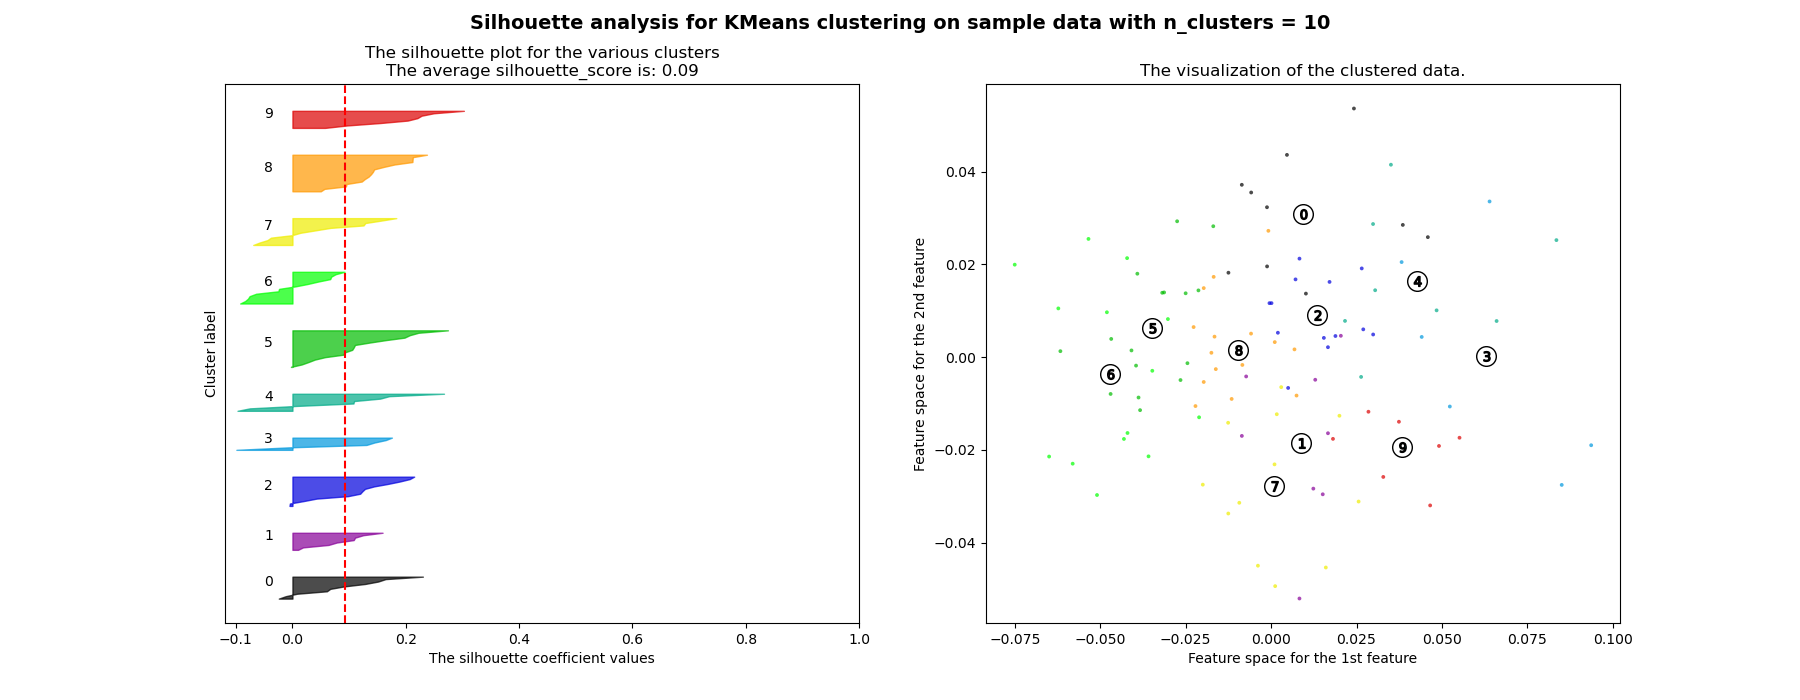 Silhouette analysis for KMeans clustering on sample data with n_clusters = 10
The silhouette plot for the various clusters
The average silhouette_score is: 0.09
9
8
7
6
5
4
3
2
1
0
Cluster label
−0.1 0.0 0.2 0.4 0.6 0.8 1.0
The silhouette coefficient values
The visualization of the clustered data.
0.04
0.02
0.00
−0.02
−0.04
Feature space for the 2nd feature
0
4
2
5
8
3
6
1
9
7
−0.075 −0.050 −0.025 0.000 0.025 0.050 0.075 0.100
Feature space for the 1st feature